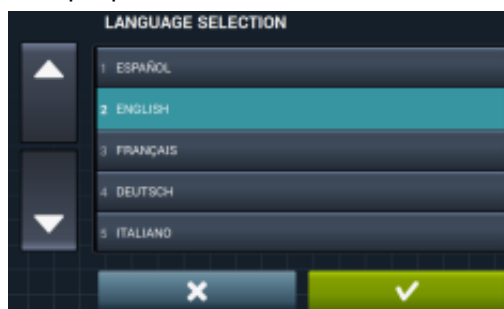 LANGUAGE SELECTION
1 ESPAÑOL
2 ENGLISH
3 FRANÇAIS
4 DEUTSCH
5 ITALIANO